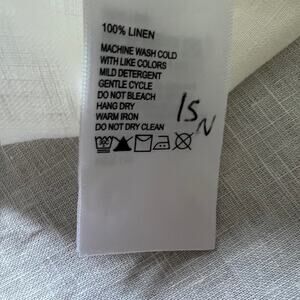 100% LINEN
MACHINE WASH COLD
WITH LIKE COLORS
MILD DETERGENT
GENTLE CYCLE
DO NOT BLEACH
HANG DRY
WARM IRON
DO NOT DRY CLEAN
IS
N